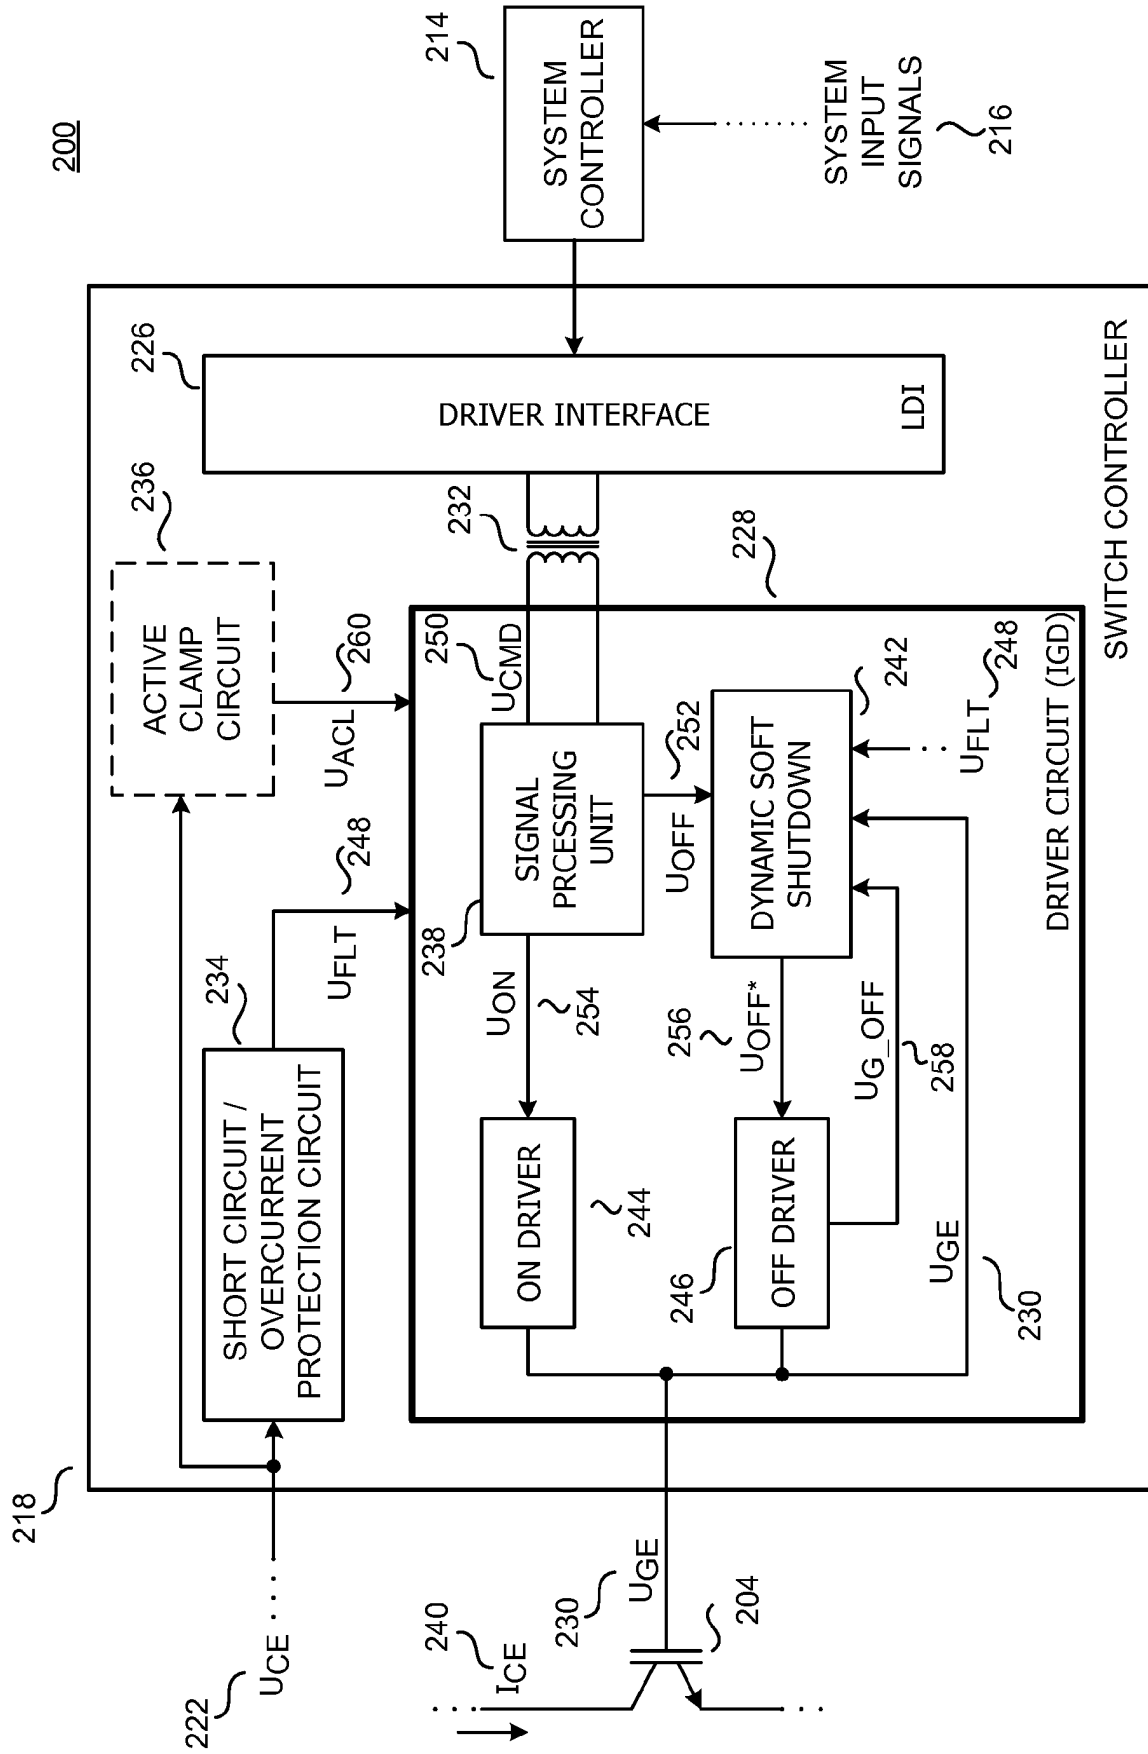 200
218
222
UCE
SHORT CIRCUIT /
OVERCURRENT
PROTECTION CIRCUIT
234
ACTIVE
CLAMP
CIRCUIT
236
226
214
SYSTEM
CONTROLLER
SYSTEM
INPUT
SIGNALS
216
UFLT
248
UACL
260
DRIVER INTERFACE
LDI
232
250
UCMD
SIGNAL
PRCESSING
UNIT
238
UON
254
ON DRIVER
244
UOFF
252
DYNAMIC SOFT
SHUTDOWN
242
UFLT
248
256
UOFF*
OFF DRIVER
246
UG_OFF
258
UGE
230
228
DRIVER CIRCUIT (IGD)
SWITCH CONTROLLER
240
ICE
230
UGE
204